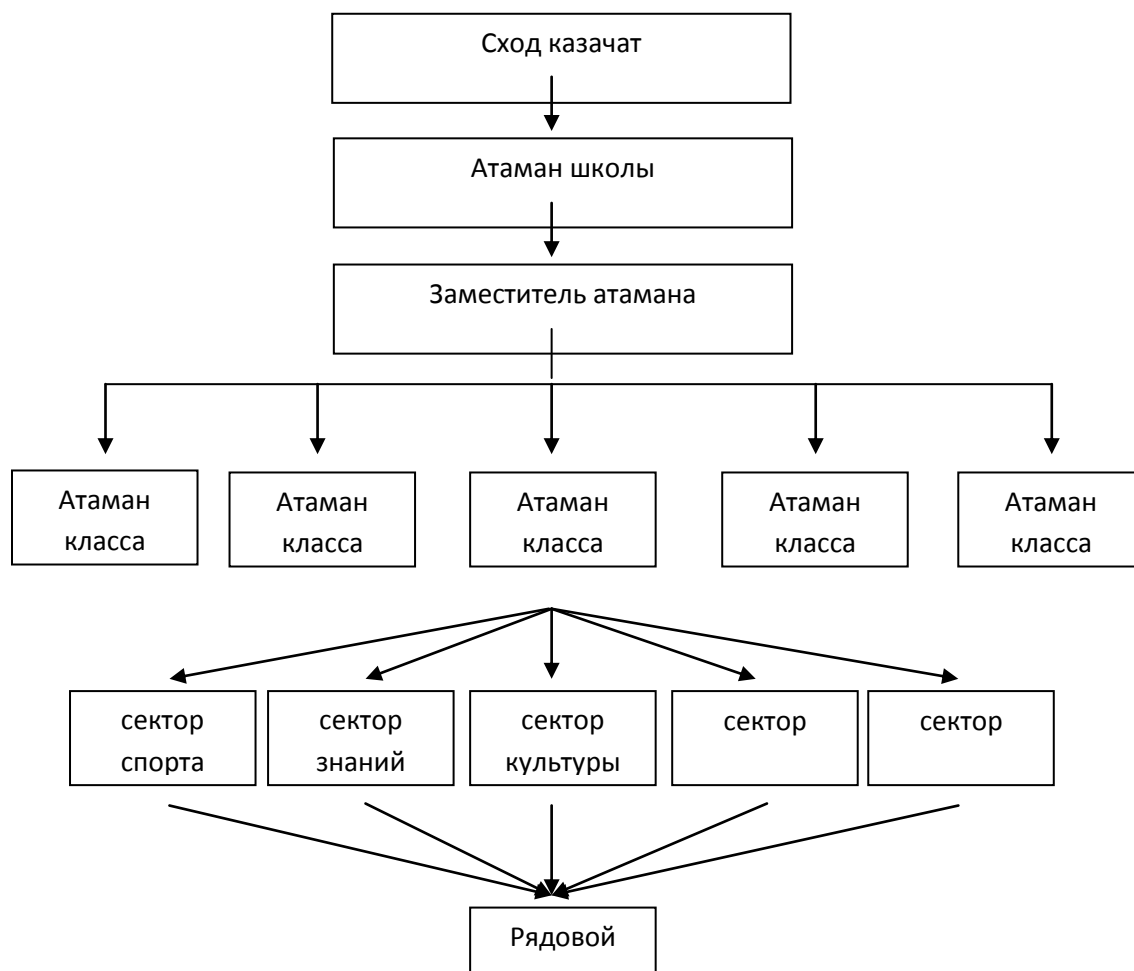 Сход казачат
Атаман школы
Заместитель атамана
Атаман
класса
Атаман
класса
Атаман
класса
Атаман
класса
Атаман
класса
сектор
спорта
сектор
знаний
сектор
культуры
сектор
сектор
Рядовой